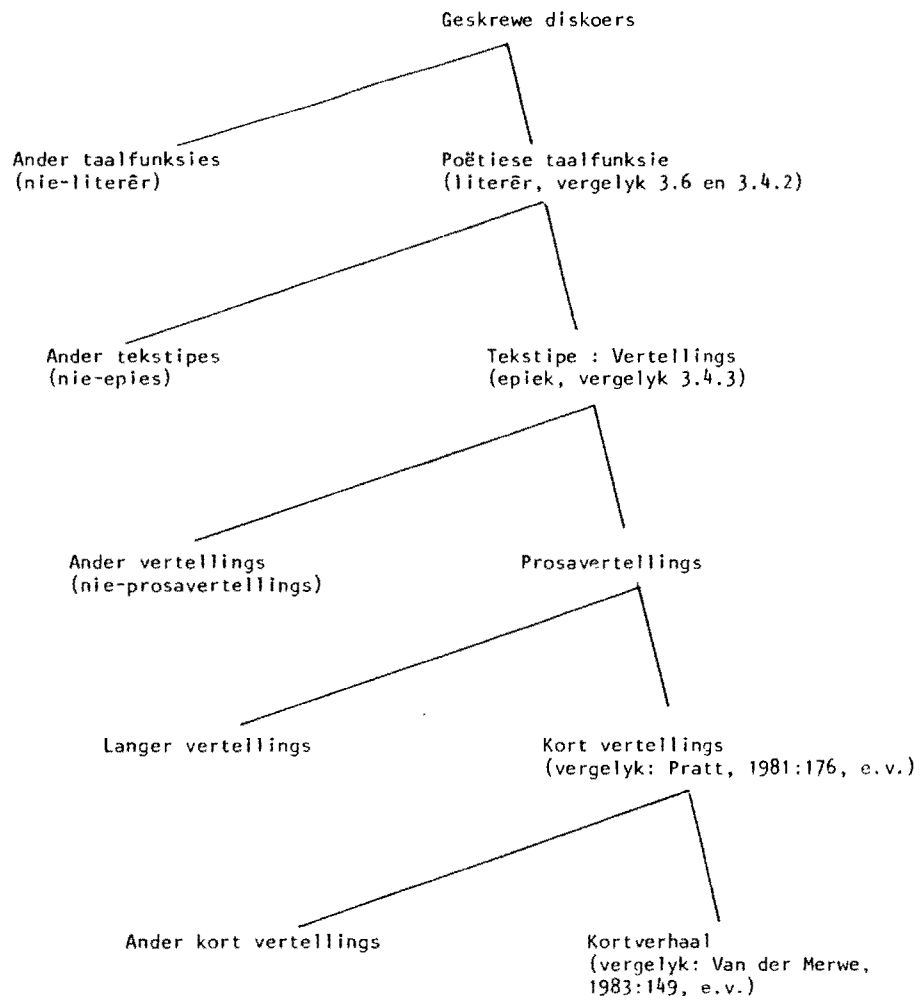 Geskrewe diskoers
Ander taalfunksies
(nie-literêr)
Poëtiese taalfunksie
(literêr, vergelyk 3.6 en 3.4.2)
Ander tekstipes
(nie-epies)
Tekstipe : Vertellings
(epiek, vergelyk 3.4.3)
Ander vertellings
(nie-prosavertellings)
Prosavertellings
Langer vertellings
Kort vertellings
(vergelyk: Pratt, 1981:176, e.v.)
Ander kort vertellings
Kortverhaal
(vergelyk: Van der Merwe,
1983:149, e.v.)